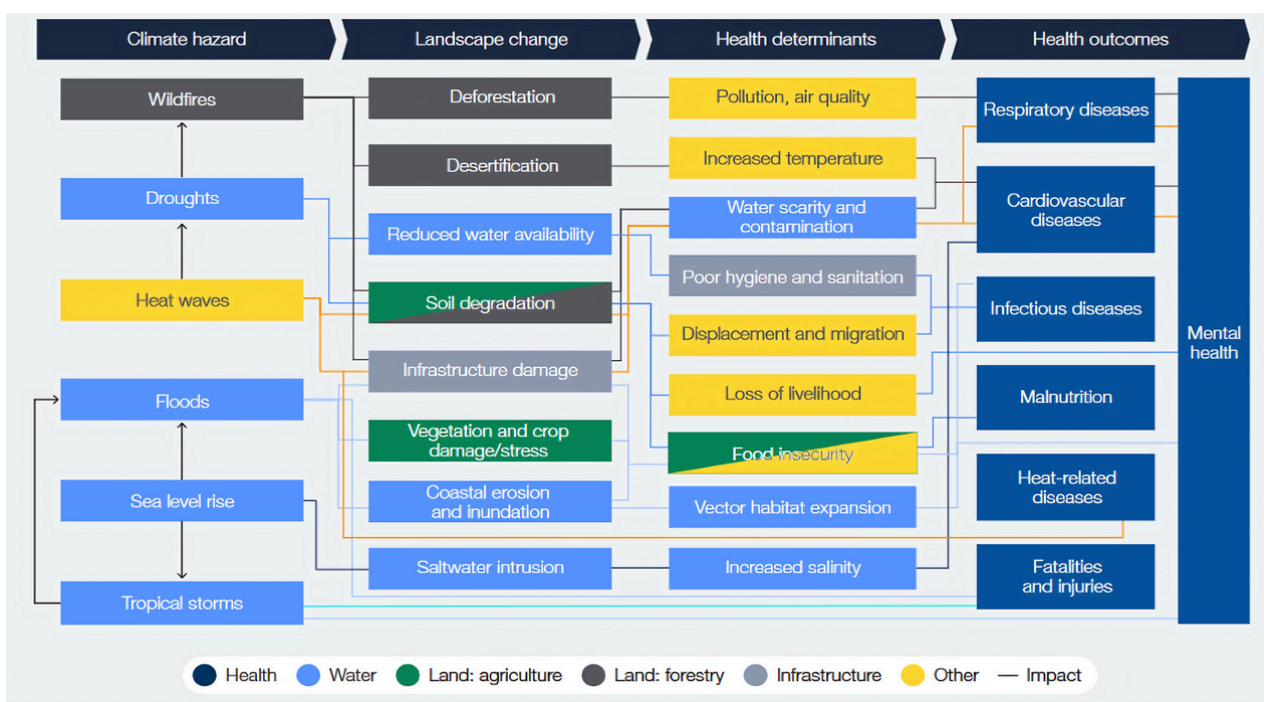 Climate hazard
Landscape change
Health determinants
Health outcomes
Wildfires
Droughts
Heat waves
Floods
Sea level rise
Tropical storms
Deforestation
Desertification
Reduced water availability
Soil degradation
Infrastructure damage
Vegetation and crop
damage/stress
Coastal erosion
and inundation
Saltwater intrusion
Pollution, air quality
Increased temperature
Water scarity and
contamination
Poor hygiene and sanitation
Displacement and migration
Loss of livelihood
Food insecurity
Vector habitat expansion
Increased salinity
Respiratory diseases
Cardiovascular
diseases
Infectious diseases
Malnutrition
Heat-related
diseases
Fatalities
and injuries
Mental
health
Health
Water
Land: agriculture
Land: forestry
Infrastructure
Other
Impact